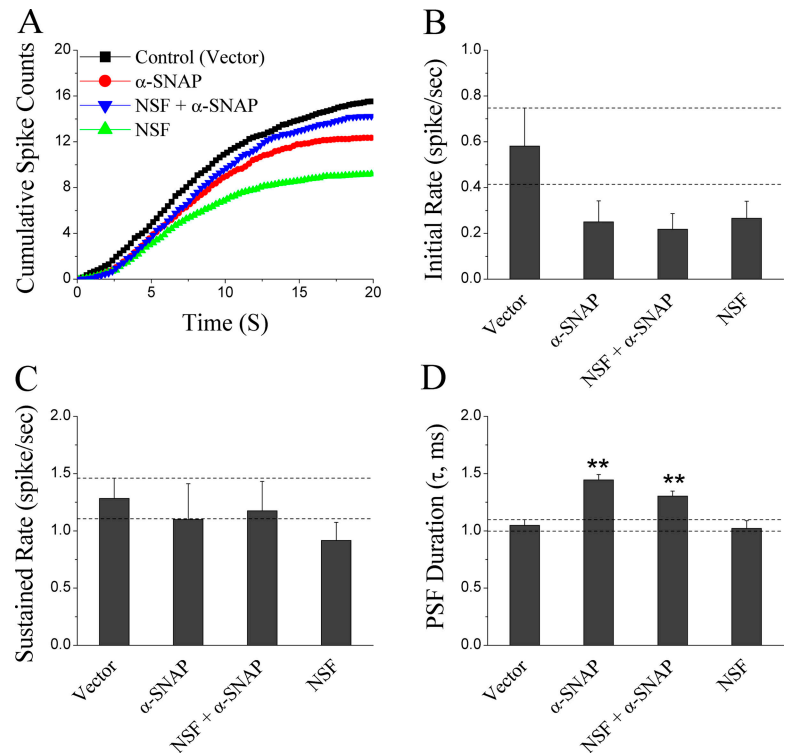 A
Cumulative Spike Counts
20
16
12
8
4
0
Control (Vector)
α-SNAP
NSF + α-SNAP
NSF
0 5 10 15 20
Time (S)
B
Initial Rate (spike/sec)
1.0
0.8
0.6
0.4
0.2
0.0
Vector
α-SNAP
NSF + α-SNAP
NSF
C
Sustained Rate (spike/sec)
2.0
1.5
1.0
0.5
0.0
Vector
α-SNAP
NSF + α-SNAP
NSF
D
PSF Duration (τ, ms)
2.0
1.5
1.0
0.5
0.0
** **
Vector
α-SNAP
NSF + α-SNAP
NSF